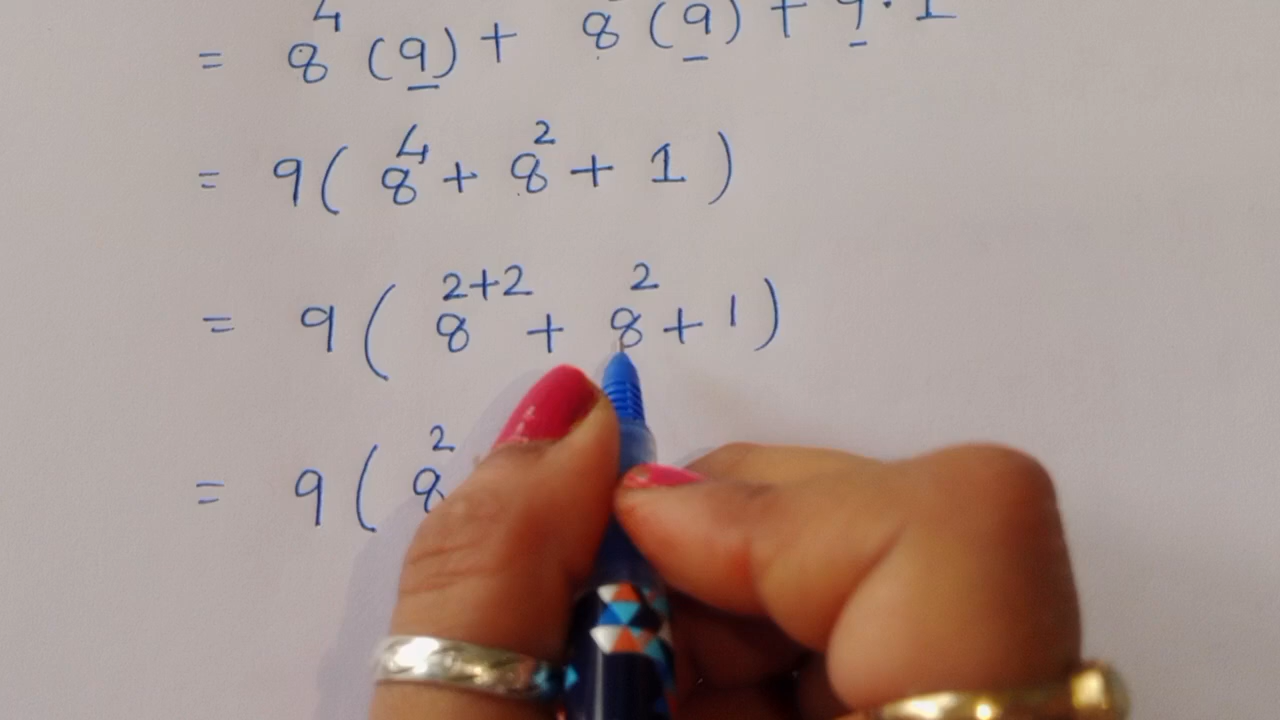 = 8⁴ (9) + 8 (9) + 9 · 1
= 9 ( 8⁴ + 8² + 1 )
= 9 ( 8²⁺² + 8² + 1 )
= 9 ( 8²